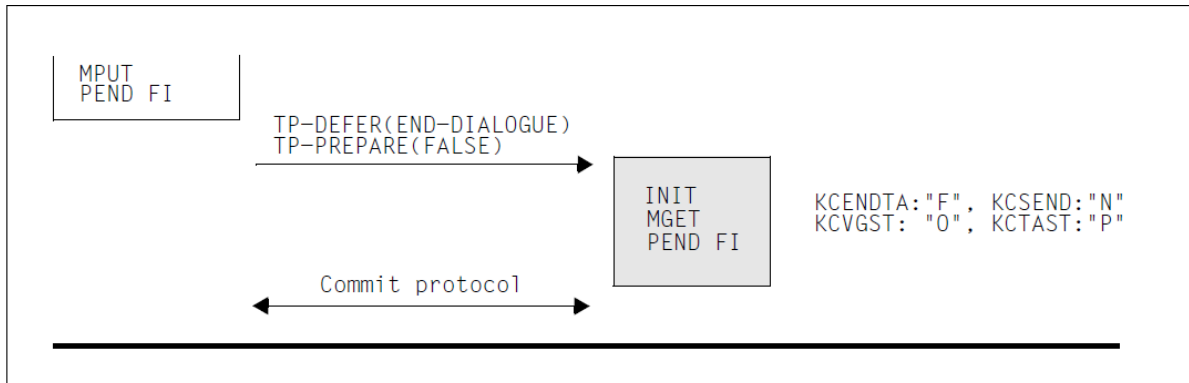 MPUT
PEND FI
TP-DEFER(END-DIALOGUE)
TP-PREPARE(FALSE)
INIT
MGET
PEND FI
KCENDTA:"F", KCSEND:"N"
KCVGST: "O", KCTAST:"P"
Commit protocol